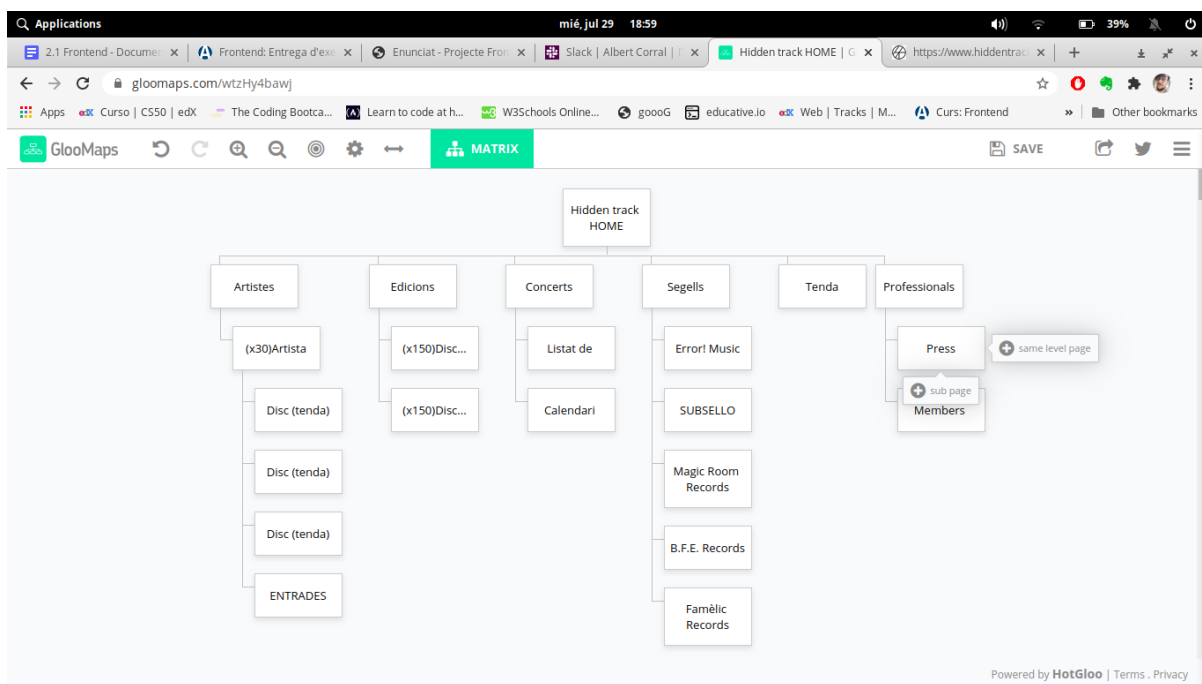 Applications
mié, jul 29 18:59
39%
2.1 Frontend - Documen
Frontend: Entrega d'exe
Enunciat - Projecte Fron
Slack | Albert Corral |
Hidden track HOME | G
https://www.hiddentrac
gloomaps.com/wtzHy4bawj
Apps
Curso | CS50 | edX
The Coding Bootca...
Learn to code at h...
W3Schools Online...
goooG
educative.io
Web | Tracks | M...
Curs: Frontend
Other bookmarks
GlooMaps
MATRIX
SAVE
Hidden track
HOME
Artistes
Edicions
Concerts
Segells
Tenda
Professionals
(x30)Artista
(x150)Disc...
Listat de
Error! Music
Press
same level page
sub page
Disc (tenda)
(x150)Disc...
Calendari
SUBSELLO
Members
Disc (tenda)
Magic Room
Records
Disc (tenda)
B.F.E. Records
ENTRADES
Famèlic
Records
Powered by HotGloo | Terms . Privacy